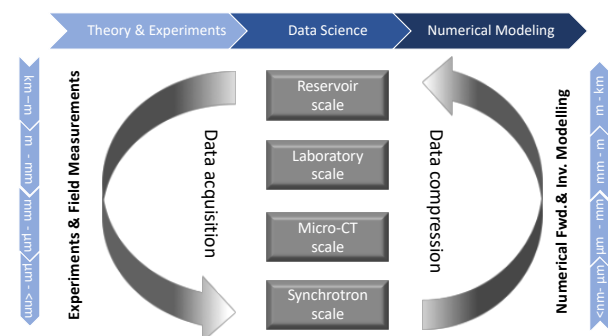 Theory & Experiments
Data Science
Numerical Modeling
km – m
m - mm
mm - µm
µm - <nm
Experiments & Field Measurements
Data acquisition
Reservoir
scale
Laboratory
scale
Micro-CT
scale
Synchrotron
scale
Data compression
Numerical Fwd.& Inv. Modelling
m - km
mm - m
µm - mm
<nm- µm